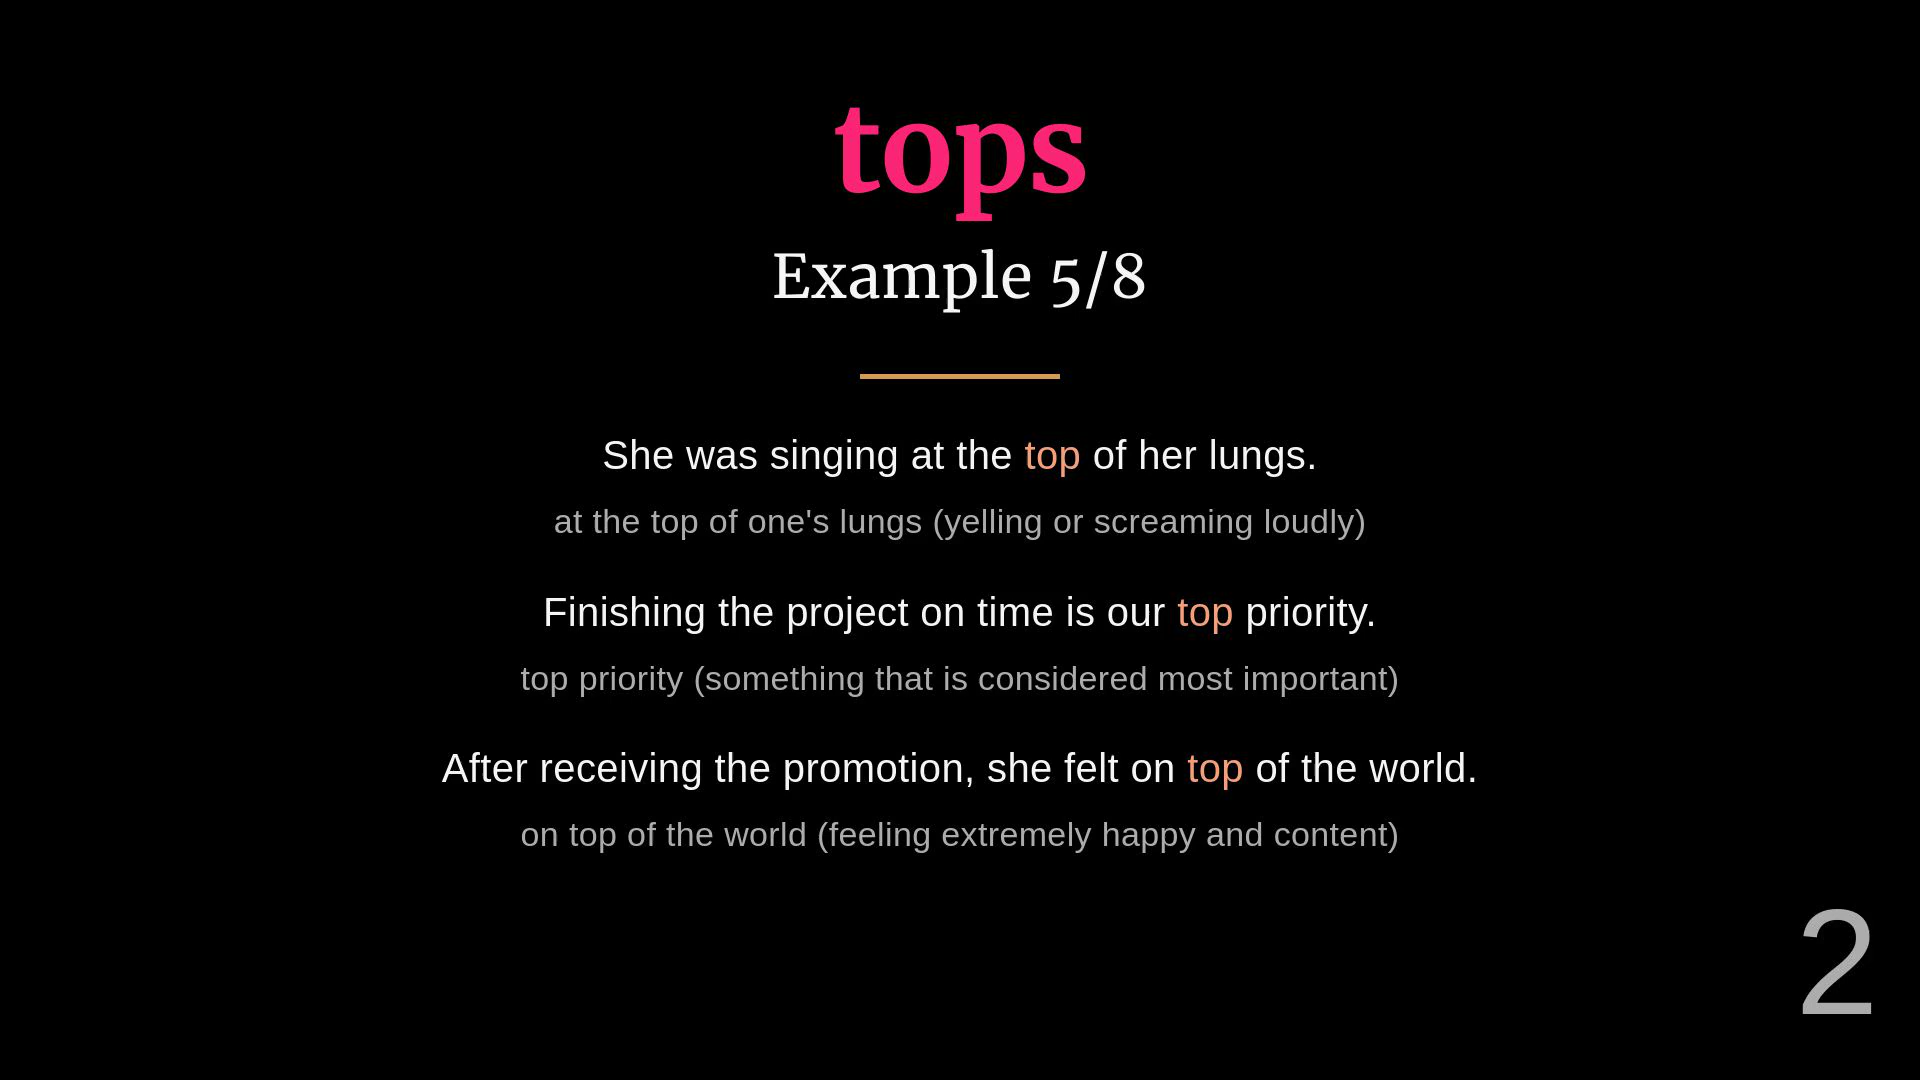 tops
Example 5/8
She was singing at the top of her lungs.
at the top of one's lungs (yelling or screaming loudly)
Finishing the project on time is our top priority.
top priority (something that is considered most important)
After receiving the promotion, she felt on top of the world.
on top of the world (feeling extremely happy and content)
2